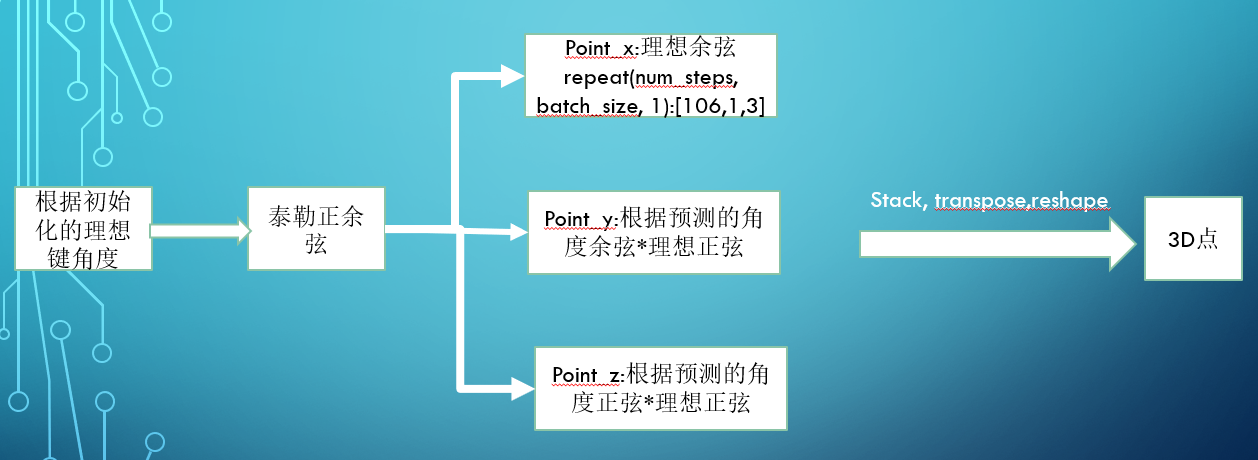 根据初始
化的理想
键角度
泰勒正余
弦
Point_x:理想余弦
repeat(num_steps,
batch_size, 1):[106,1,3]
Point_y:根据预测的角
度余弦*理想正弦
Point_z:根据预测的角
度正弦*理想正弦
Stack, transpose,reshape
3D点